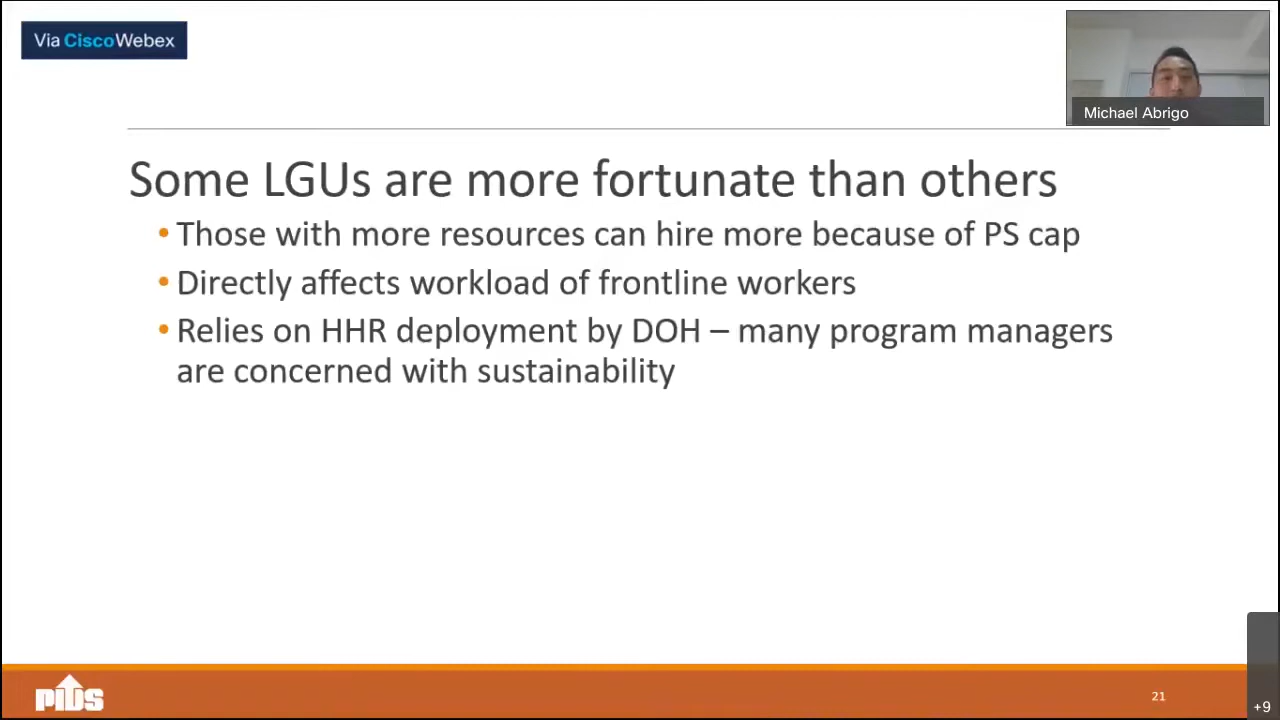 Via CiscoWebex
Michael Abrigo
Some LGUs are more fortunate than others
• Those with more resources can hire more because of PS cap
• Directly affects workload of frontline workers
• Relies on HHR deployment by DOH – many program managers
are concerned with sustainability
PIDS
21
+9